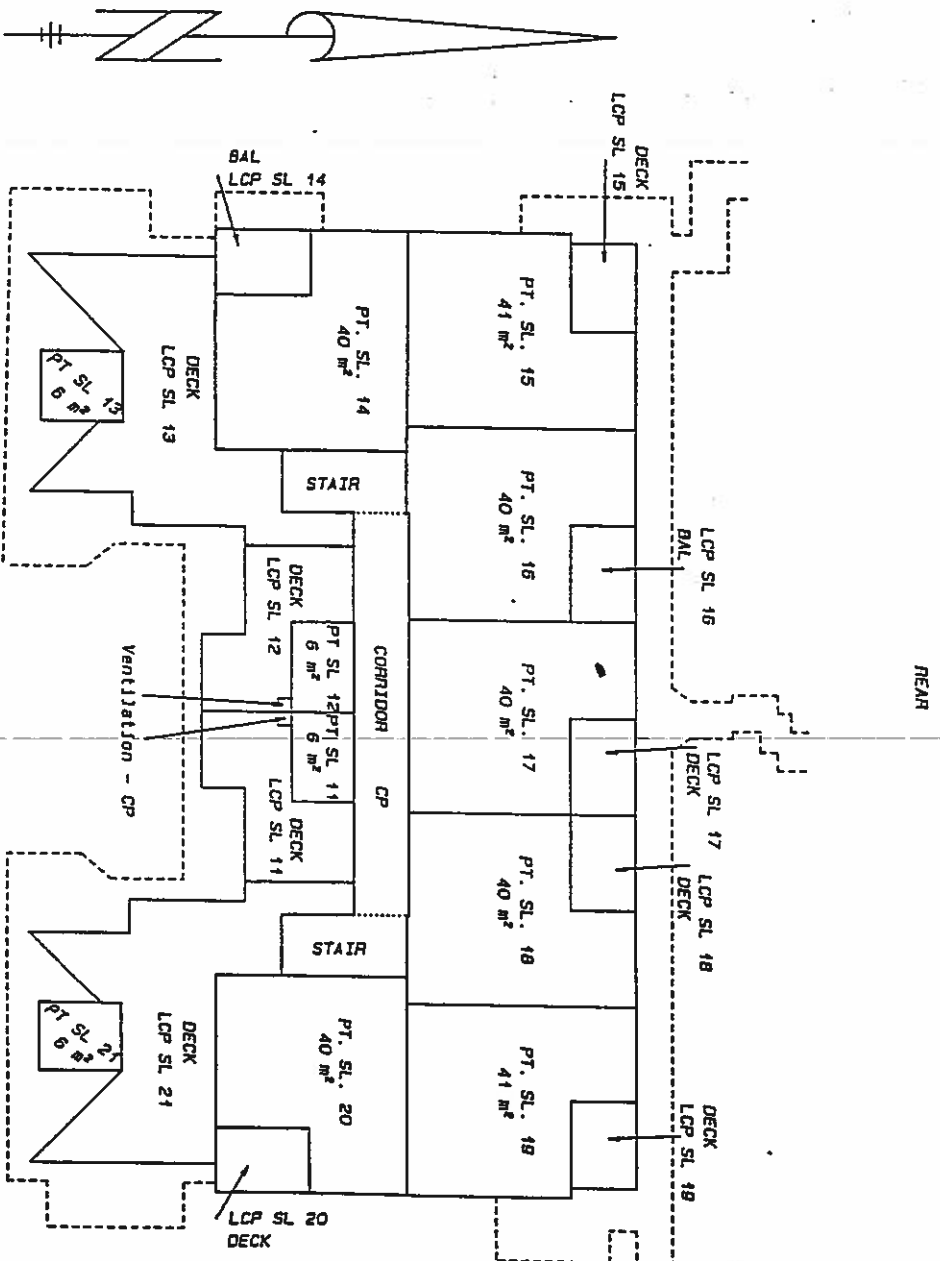 REAR
DECK
LCP SL 15
LCP SL 16
BAL
LCP SL 17
DECK
LCP SL 18
DECK
DECK
LCP SL 19
BAL
LCP SL 14
PT. SL. 15
41 m²
PT. SL. 16
40 m²
PT. SL. 17
40 m²
PT. SL. 18
40 m²
PT. SL. 19
41 m²
PT. SL. 14
40 m²
STAIR
CORRIDOR CP
STAIR
PT. SL. 20
40 m²
DECK
LCP SL 13
PT SL 13
6 m²
DECK
LCP SL 12
PT SL 12
6 m²
PT SL 11
6 m²
DECK
LCP SL 11
Ventilation - CP
DECK
LCP SL 21
PT SL 21
6 m²
LCP SL 20
DECK